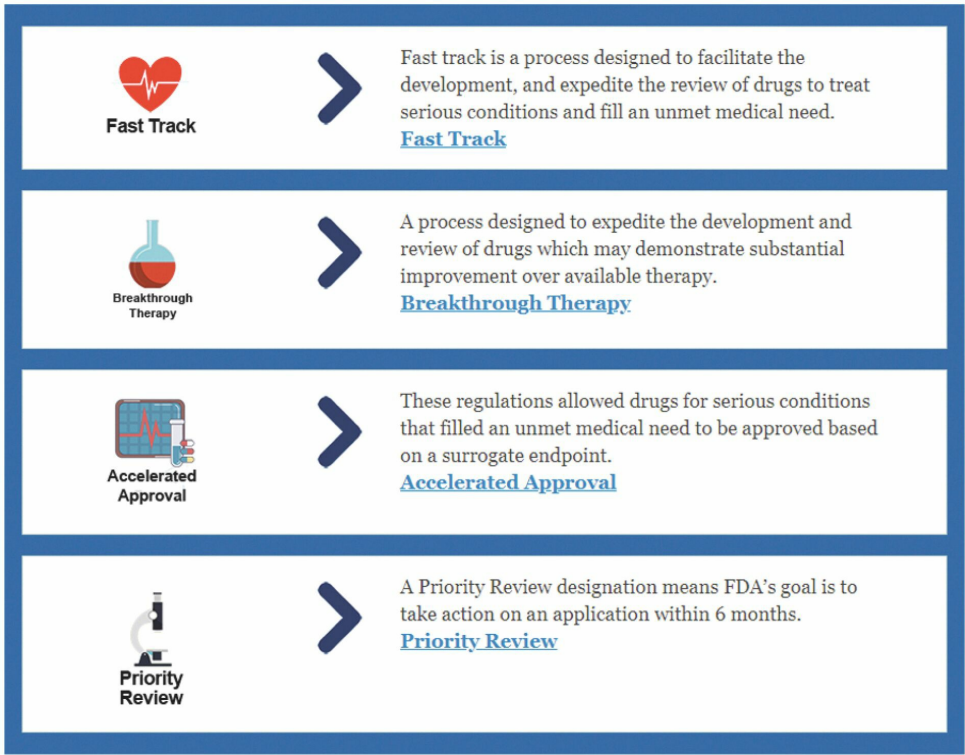 Fast Track
Fast track is a process designed to facilitate the
development, and expedite the review of drugs to treat
serious conditions and fill an unmet medical need.
Fast Track
Breakthrough
Therapy
A process designed to expedite the development and
review of drugs which may demonstrate substantial
improvement over available therapy.
Breakthrough Therapy
Accelerated
Approval
These regulations allowed drugs for serious conditions
that filled an unmet medical need to be approved based
on a surrogate endpoint.
Accelerated Approval
Priority
Review
A Priority Review designation means FDA’s goal is to
take action on an application within 6 months.
Priority Review